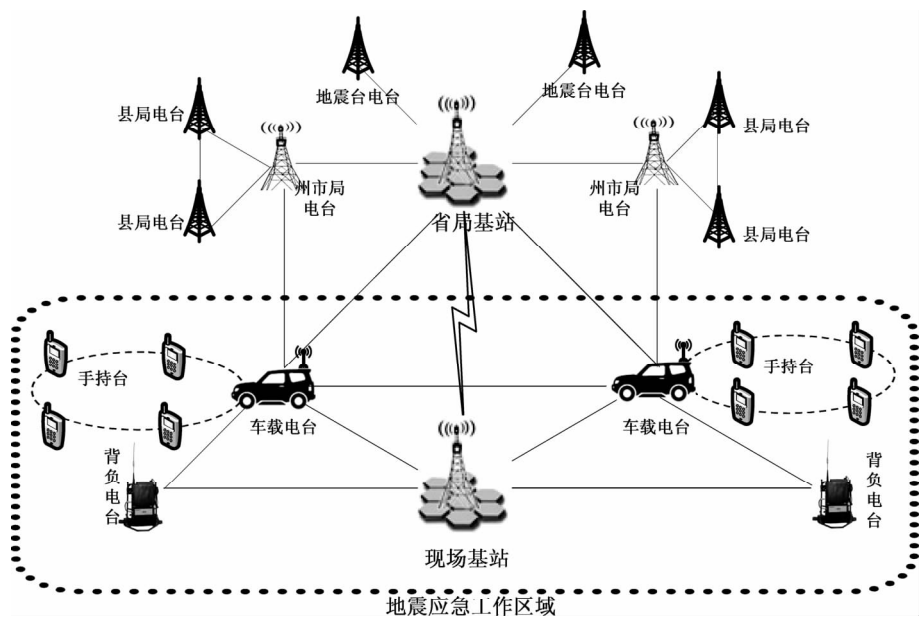 地震台电台
地震台电台
县局电台
县局电台
州市局
电台
省局基站
州市局
电台
县局电台
县局电台
手持台
手持台
车载电台
车载电台
背负电台
背负电台
现场基站
地震应急工作区域